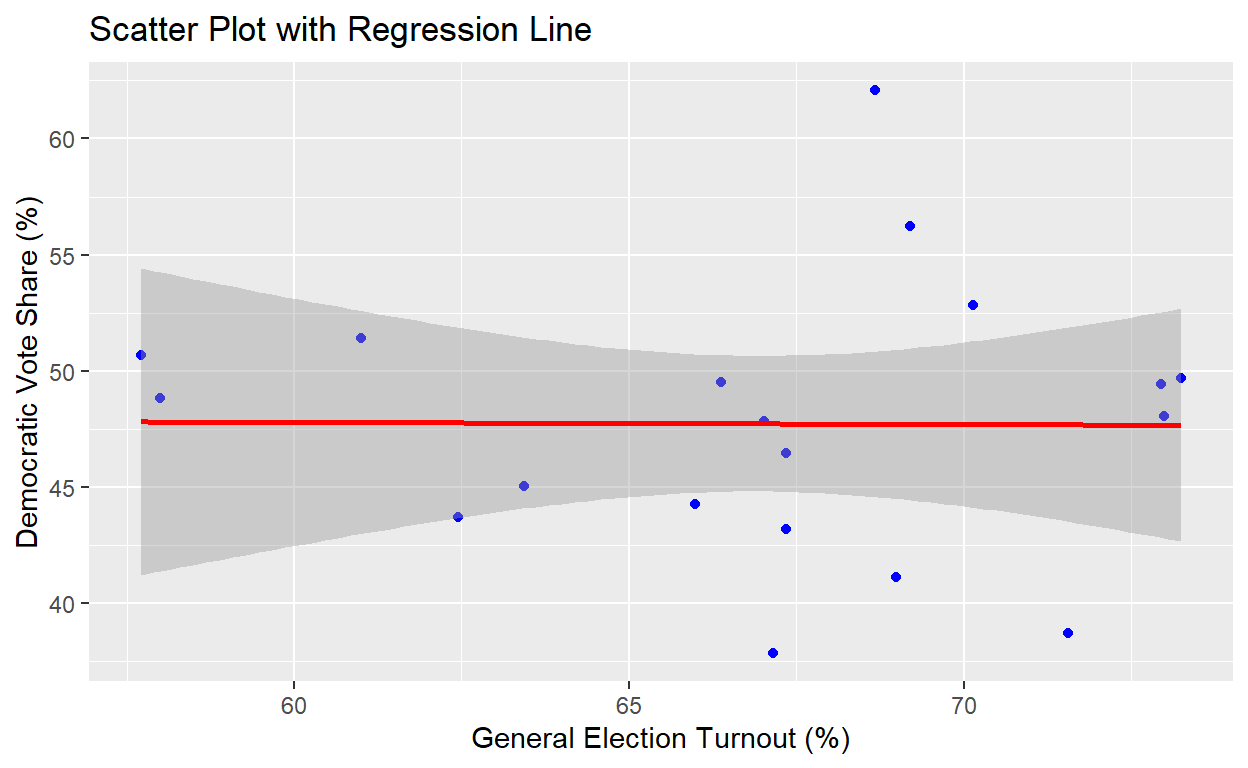 Scatter Plot with Regression Line
Democratic Vote Share (%)
60
55
50
45
40
60 65 70
General Election Turnout (%)